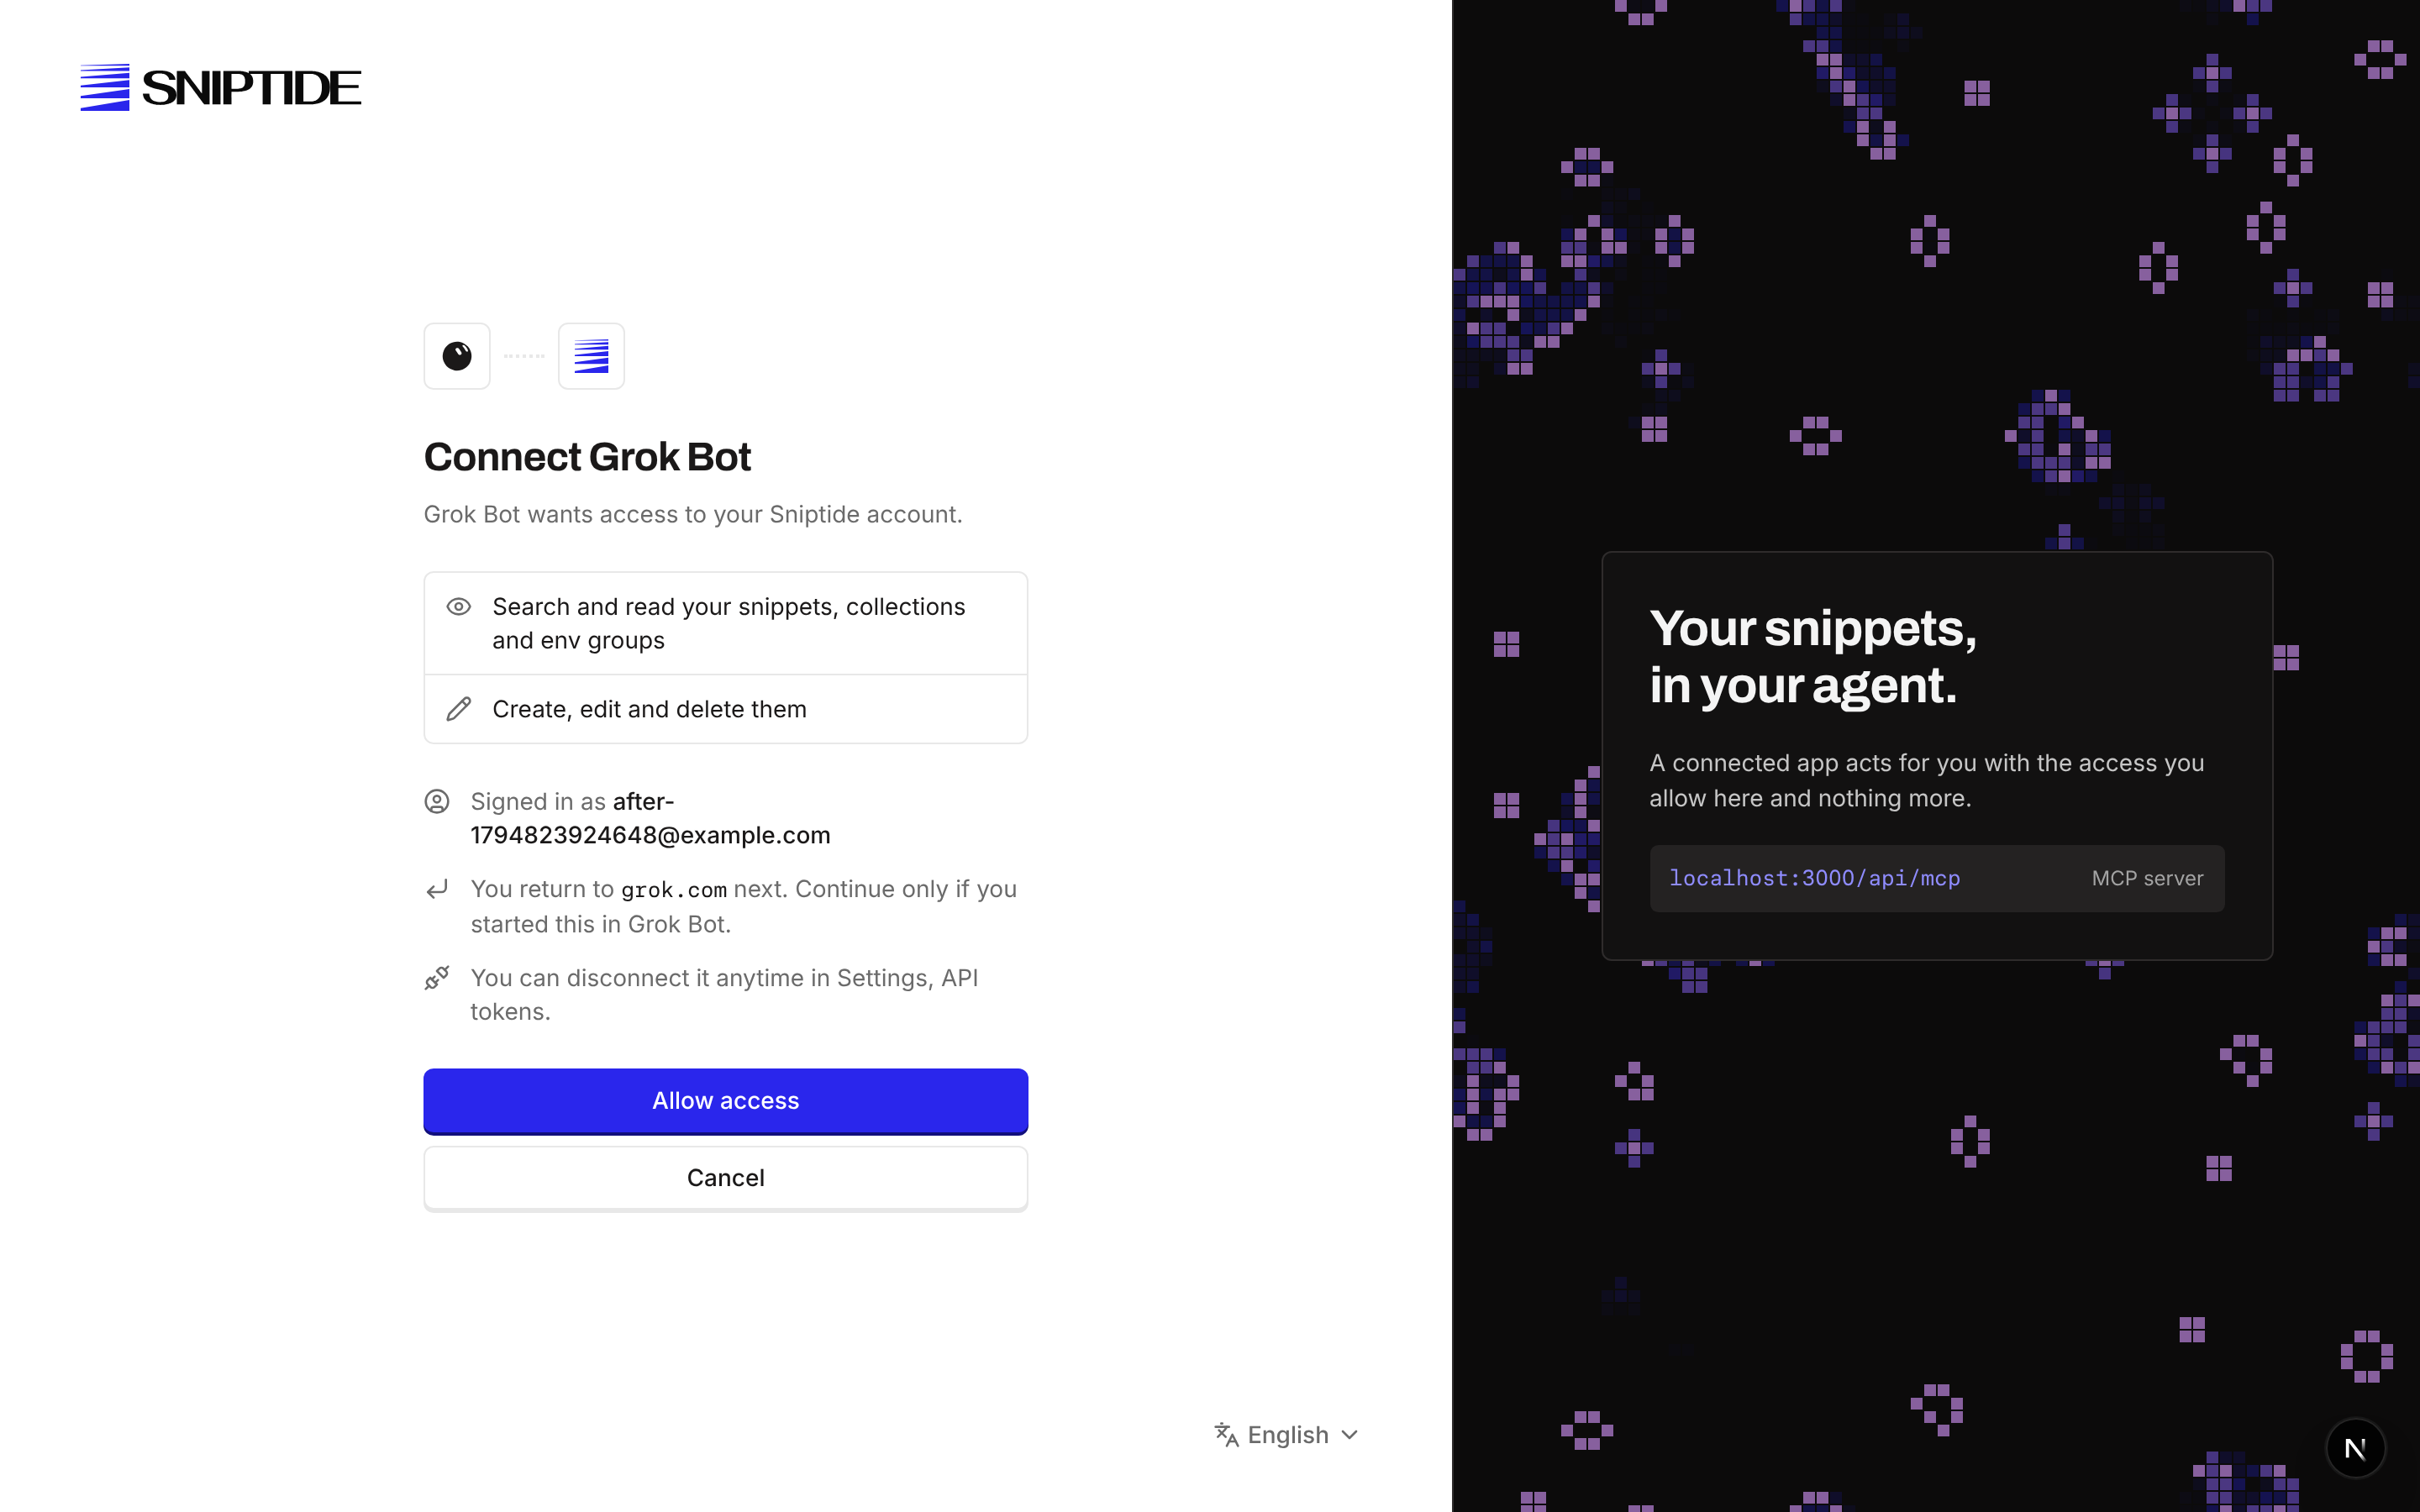 SNIPTIDE
Connect Grok Bot
Grok Bot wants access to your Sniptide account.
Search and read your snippets, collections
and env groups
Create, edit and delete them
Signed in as after-
1794823924648@example.com
You return to grok.com next. Continue only if you
started this in Grok Bot.
You can disconnect it anytime in Settings, API
tokens.
Allow access
Cancel
English
Your snippets,
in your agent.
A connected app acts for you with the access you
allow here and nothing more.
localhost:3000/api/mcp MCP server
N